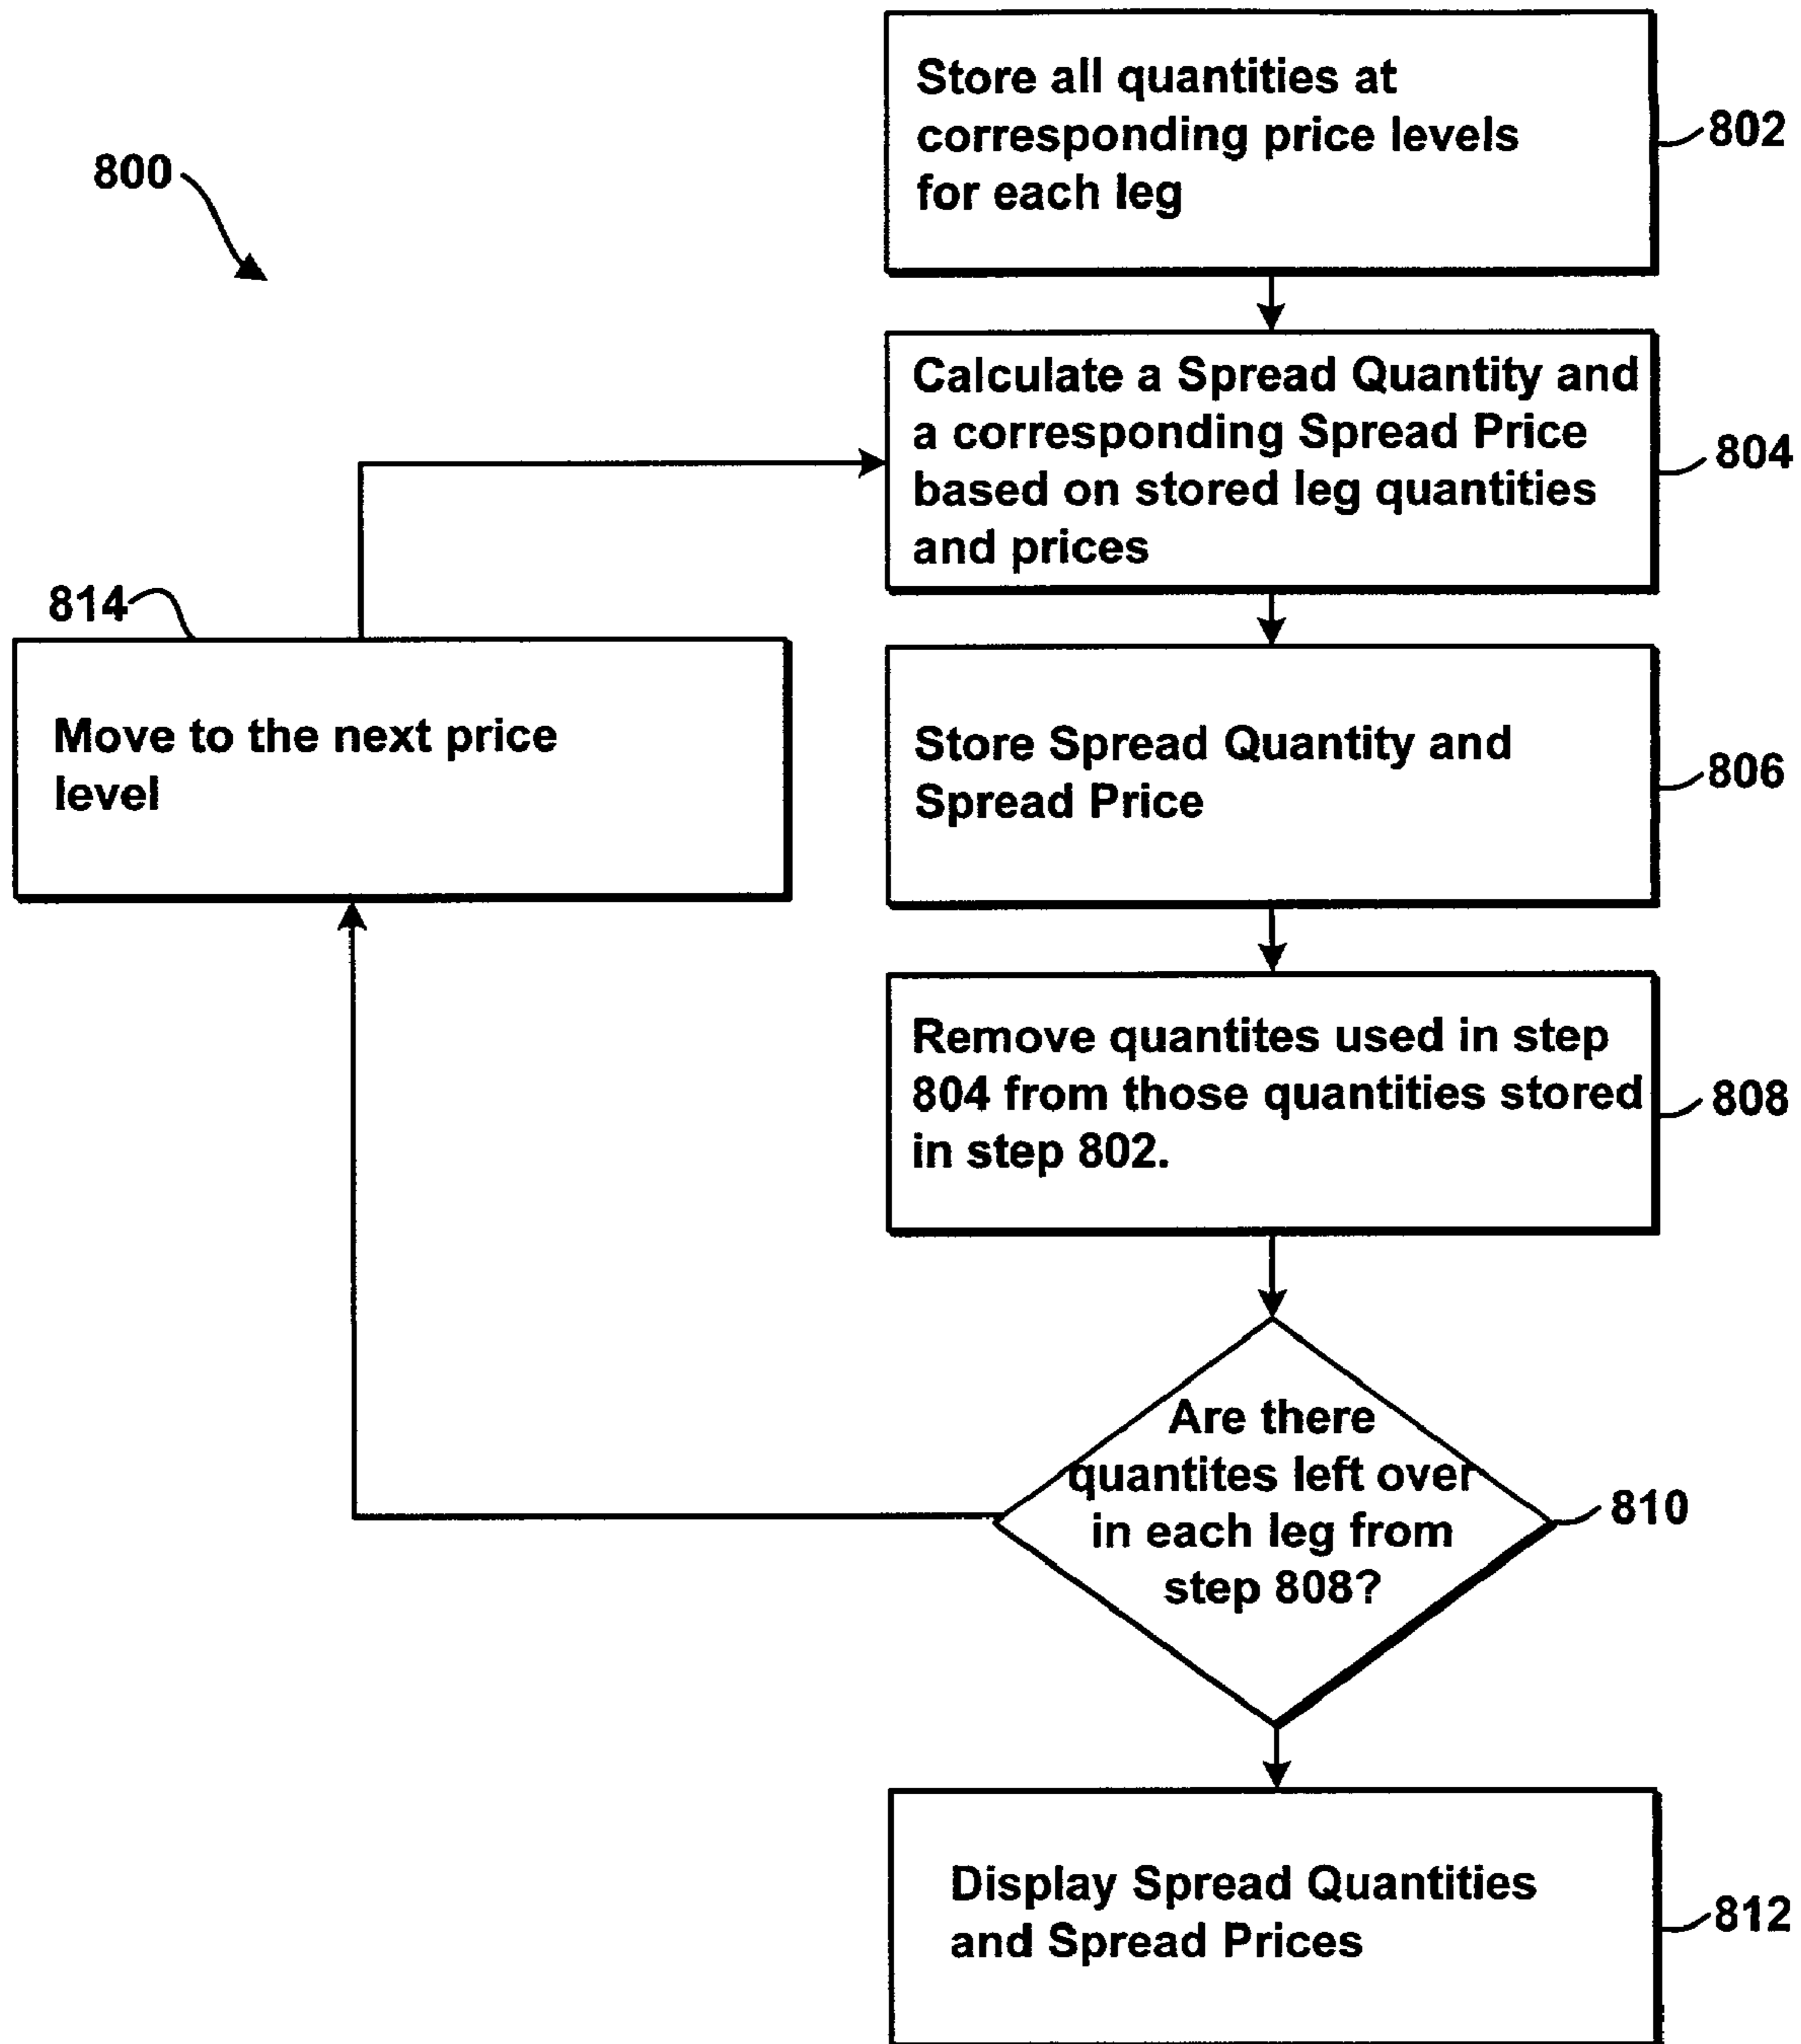 800
Store all quantities at
corresponding price levels
for each leg
802
Calculate a Spread Quantity and
a corresponding Spread Price
based on stored leg quantities
and prices
804
814
Move to the next price
level
Store Spread Quantity and
Spread Price
806
Remove quantites used in step
804 from those quantities stored
in step 802.
808
Are there
quantites left over
in each leg from
step 808?
810
Display Spread Quantities
and Spread Prices
812